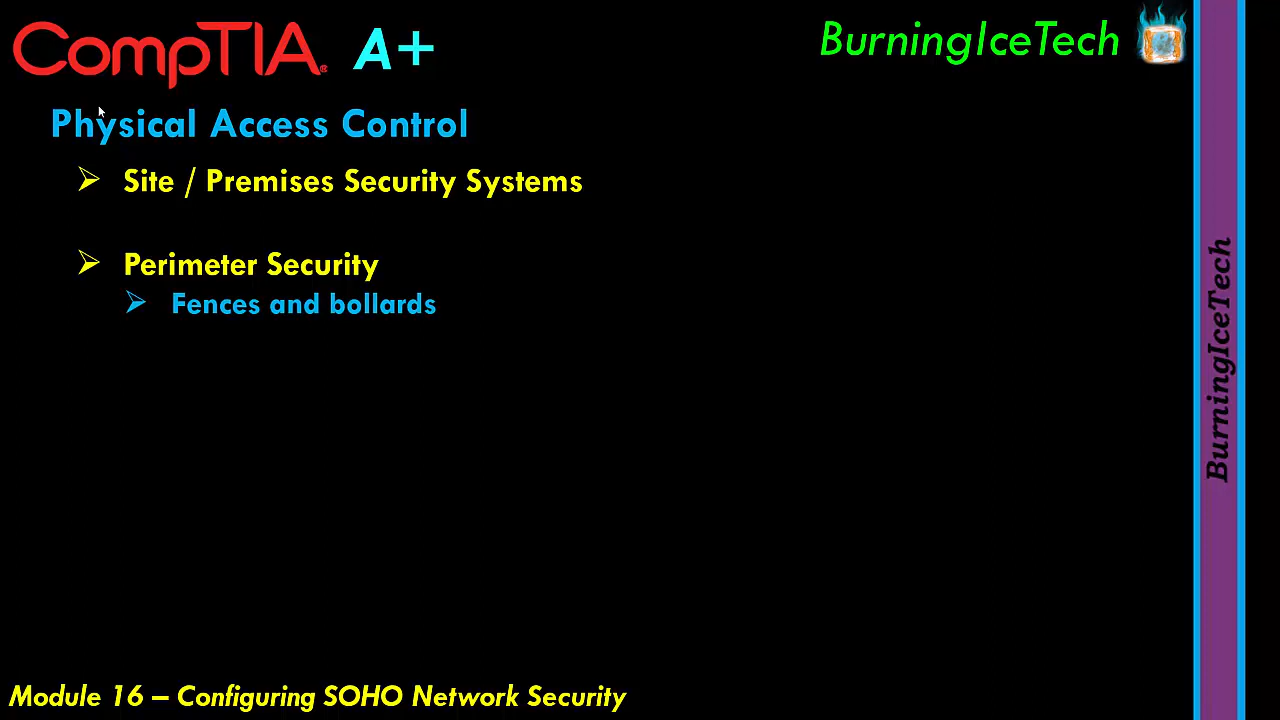 CompTIA® A+
BurningIceTech
Physical Access Control
Site / Premises Security Systems
Perimeter Security
Fences and bollards
BurningIceTech
Module 16 – Configuring SOHO Network Security